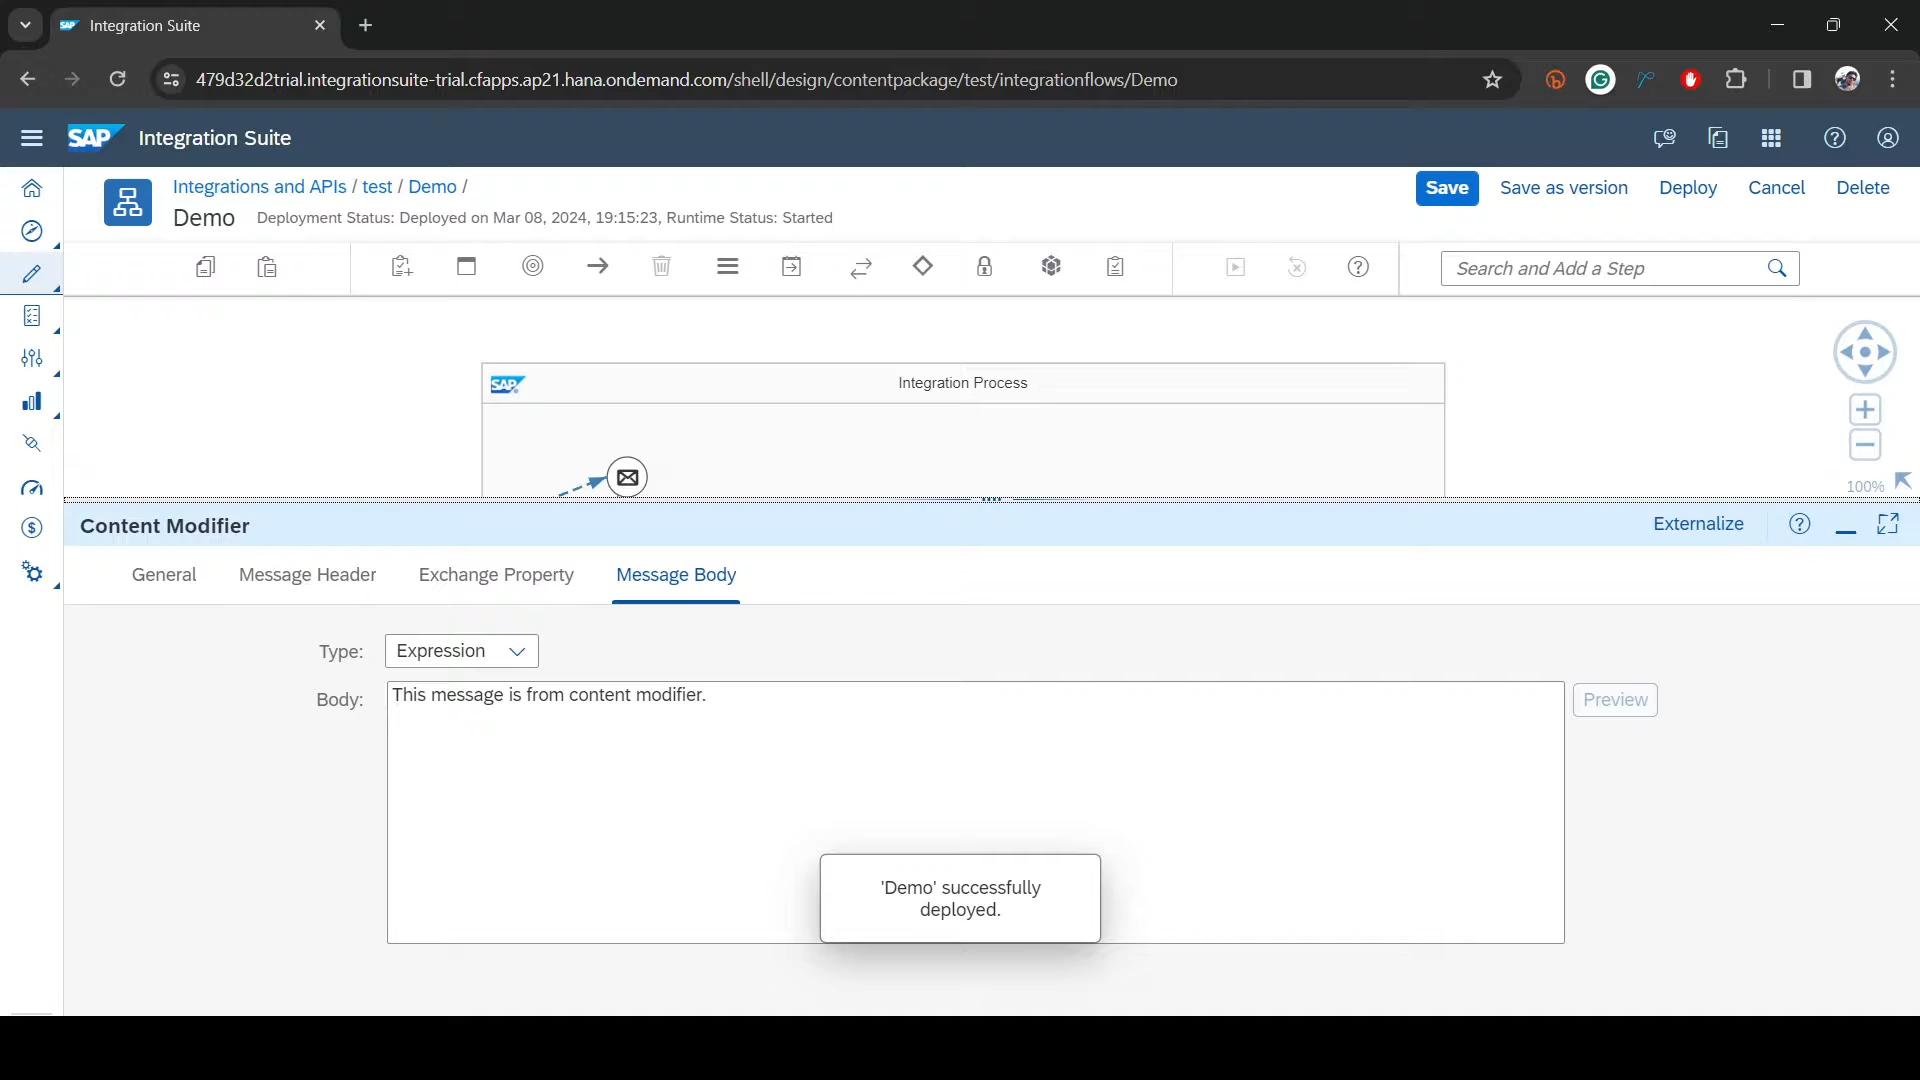 Integration Suite
479d32d2trial.integrationsuite-trial.cfapps.ap21.hana.ondemand.com/shell/design/contentpackage/test/integrationflows/Demo
SAP Integration Suite
Integrations and APIs / test / Demo /
Save Save as version Deploy Cancel Delete
Demo Deployment Status: Deployed on Mar 08, 2024, 19:15:23, Runtime Status: Started
Search and Add a Step
SAP Integration Process
100%
Content Modifier
Externalize
General Message Header Exchange Property Message Body
Type: Expression
Body: This message is from content modifier.
Preview
'Demo' successfully
deployed.